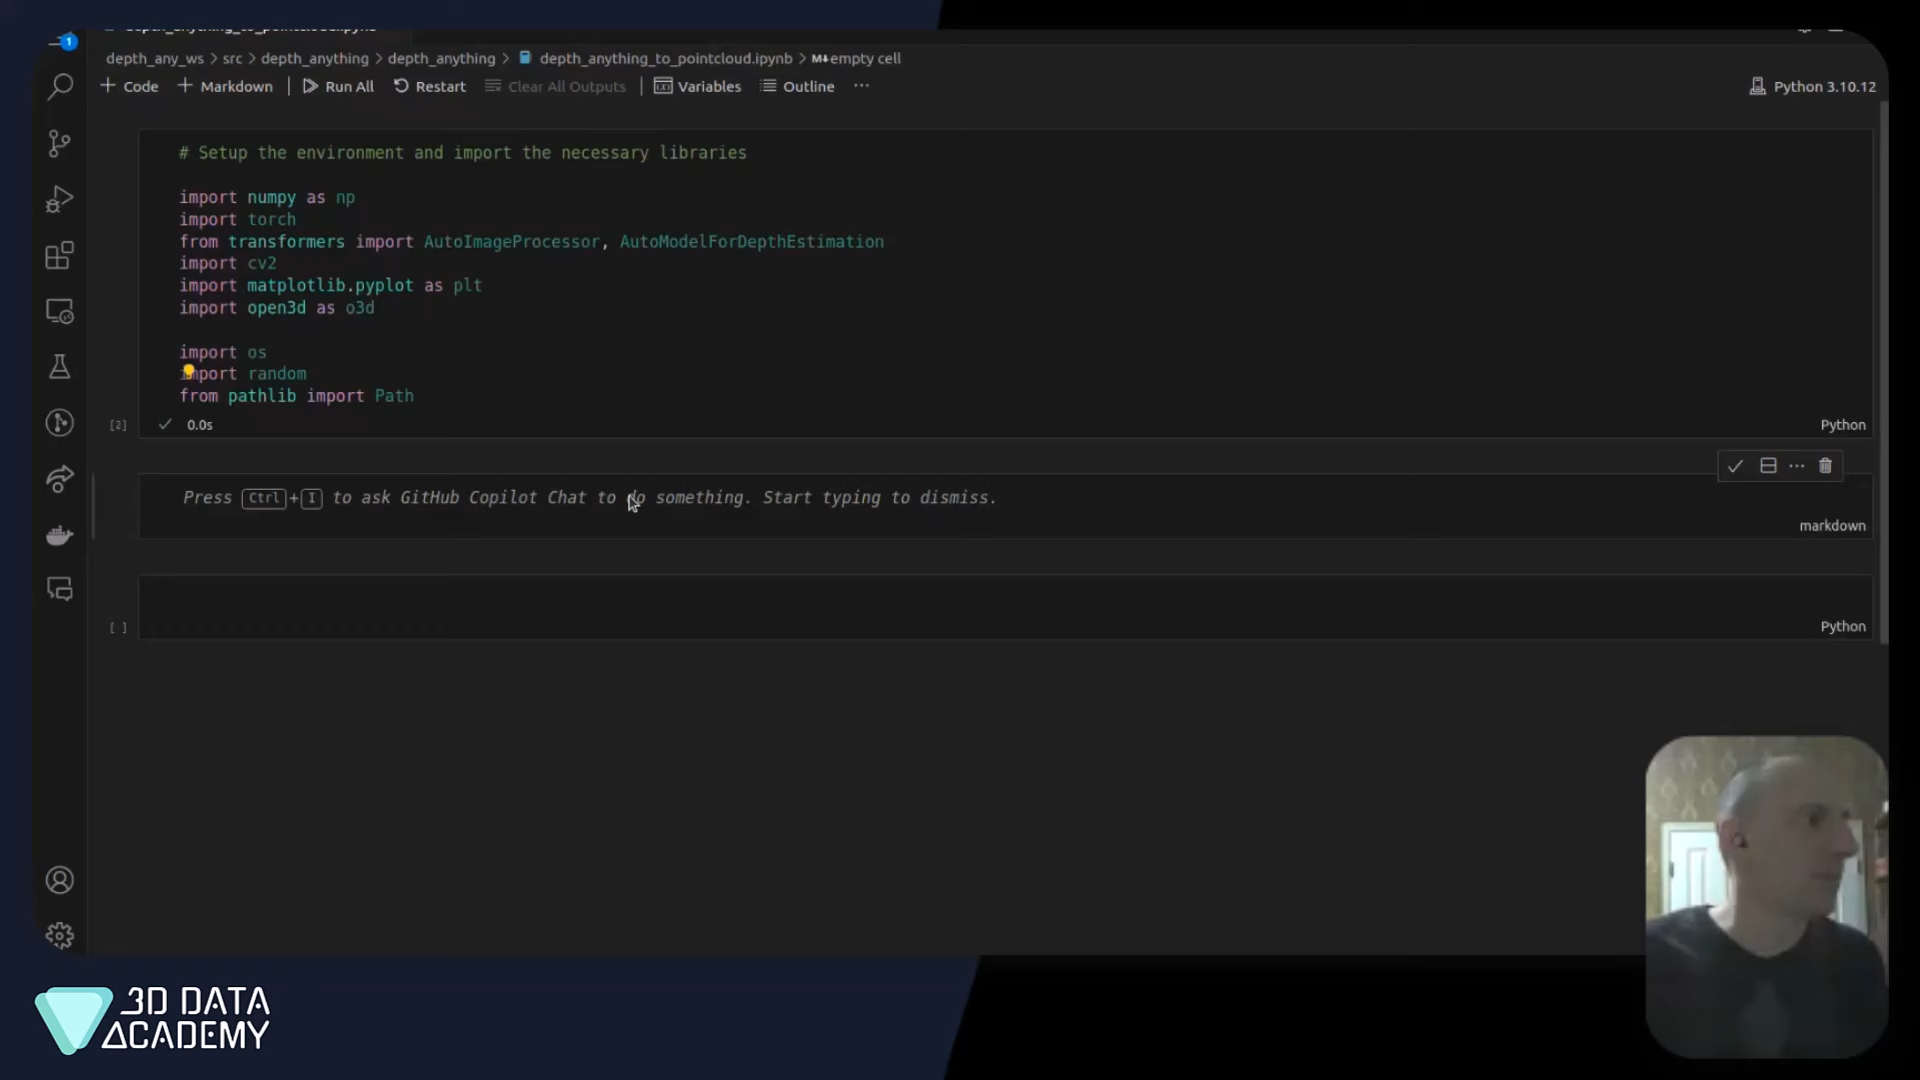 depth_anything_to_pointcloud.ipynb
1
depth_any_ws > src > depth_anything > depth_anything > depth_anything_to_pointcloud.ipynb > M↓empty cell
+ Code + Markdown | Run All Restart Clear All Outputs | Variables Outline ... Python 3.10.12
# Setup the environment and import the necessary libraries
import numpy as np
import torch
from transformers import AutoImageProcessor, AutoModelForDepthEstimation
import cv2
import matplotlib.pyplot as plt
import open3d as o3d
import os
import random
from pathlib import Path
[2] ✓ 0.0s Python
Press Ctrl+I to ask GitHub Copilot Chat to do something. Start typing to dismiss.
markdown
[ ] Python
3D DATA
ACADEMY